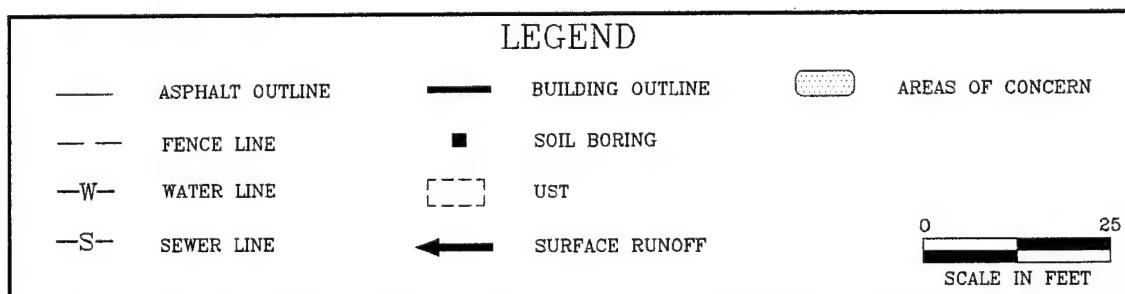 LEGEND
ASPHALT OUTLINE
BUILDING OUTLINE
AREAS OF CONCERN
FENCE LINE
SOIL BORING
—W— WATER LINE
UST
—S— SEWER LINE
SURFACE RUNOFF
0 25
SCALE IN FEET